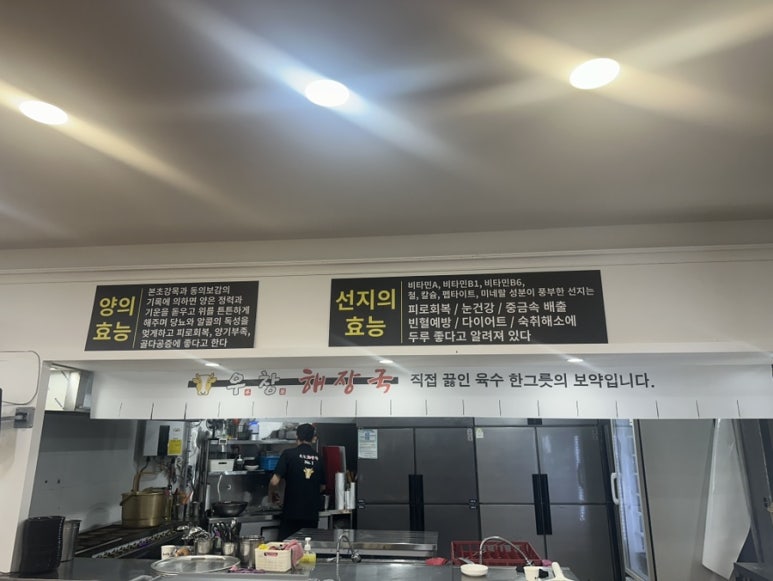 양의
효능
본초강목과 동의보감의
기록에 의하면 양은 정력과
기운을 돋우고 위를 튼튼하게
해주며 당뇨와 알콜의 독성을
멎게하고 피로회복, 양기부족,
골다공증에 좋다고 한다
선지의
효능
비타민A, 비타민B1, 비타민B6,
철, 칼슘, 펩타이트, 미네랄 성분이 풍부한 선지는
피로회복 / 눈건강 / 중금속 배출
빈혈예방 / 다이어트 / 숙취해소에
두루 좋다고 알려져 있다
우.창. 해장국 직접 끓인 육수 한그릇의 보약입니다.